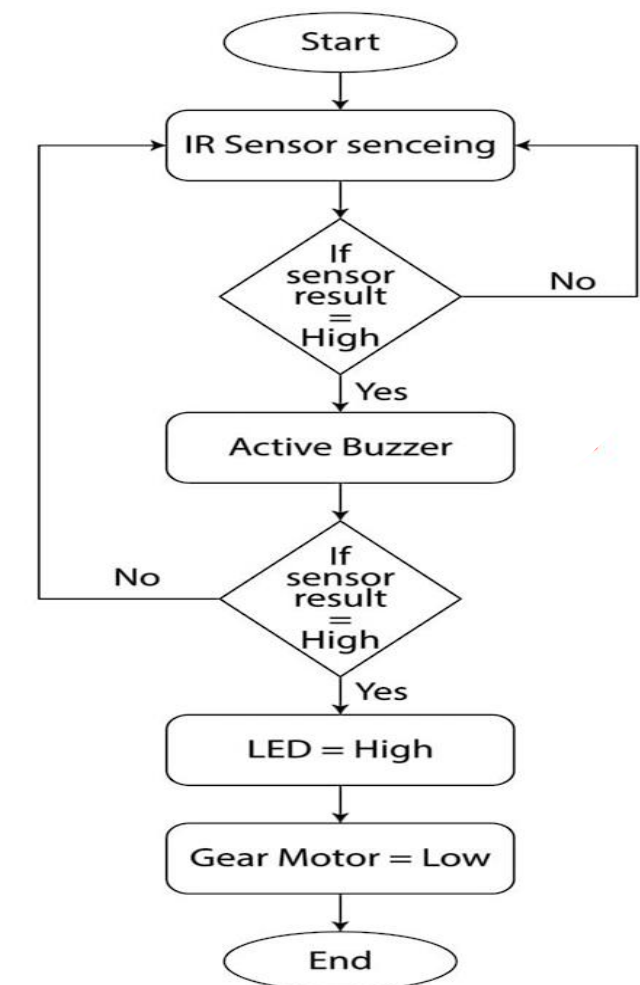 Start
IR Sensor senceing
If
sensor
result
=
High
No
Yes
Active Buzzer
If
sensor
result
=
High
No
Yes
LED = High
Gear Motor = Low
End